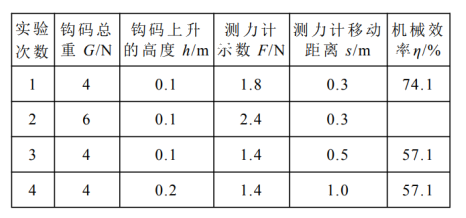 实验次数 钩码总重 G/N 钩码上升的高度 h/m 测力计示数 F/N 测力计移动距离 s/m 机械效率η/%
1 4 0.1 1.8 0.3 74.1
2 6 0.1 2.4 0.3
3 4 0.1 1.4 0.5 57.1
4 4 0.2 1.4 1.0 57.1